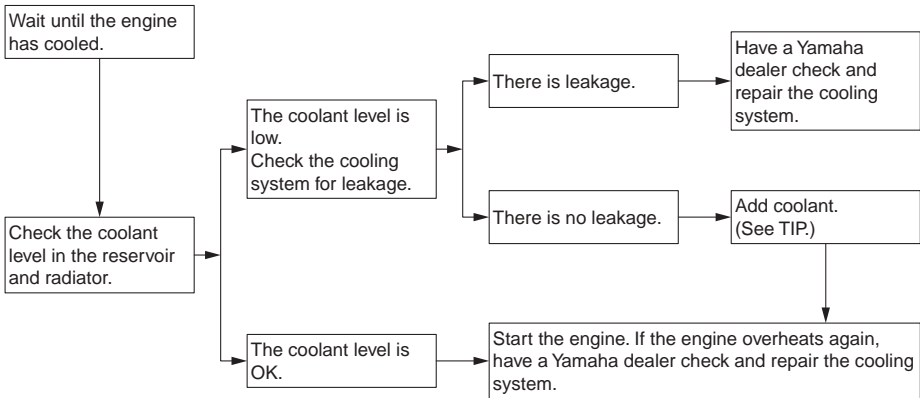 Wait until the engine
has cooled.
Check the coolant
level in the reservoir
and radiator.
The coolant level is
low.
Check the cooling
system for leakage.
There is leakage.
Have a Yamaha
dealer check and
repair the cooling
system.
There is no leakage.
Add coolant.
(See TIP.)
The coolant level is
OK.
Start the engine. If the engine overheats again,
have a Yamaha dealer check and repair the cooling
system.